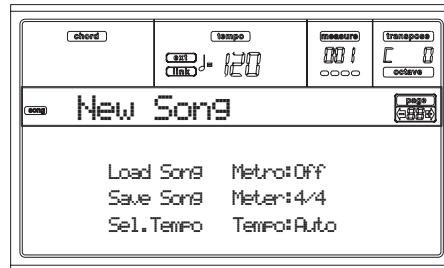 chord tempo measure transpose
ext link ♩= 120 001 C 0
octave
song New Song page
Load Song Metro:Off
Save Song Meter:4/4
Sel.Tempo Tempo:Auto